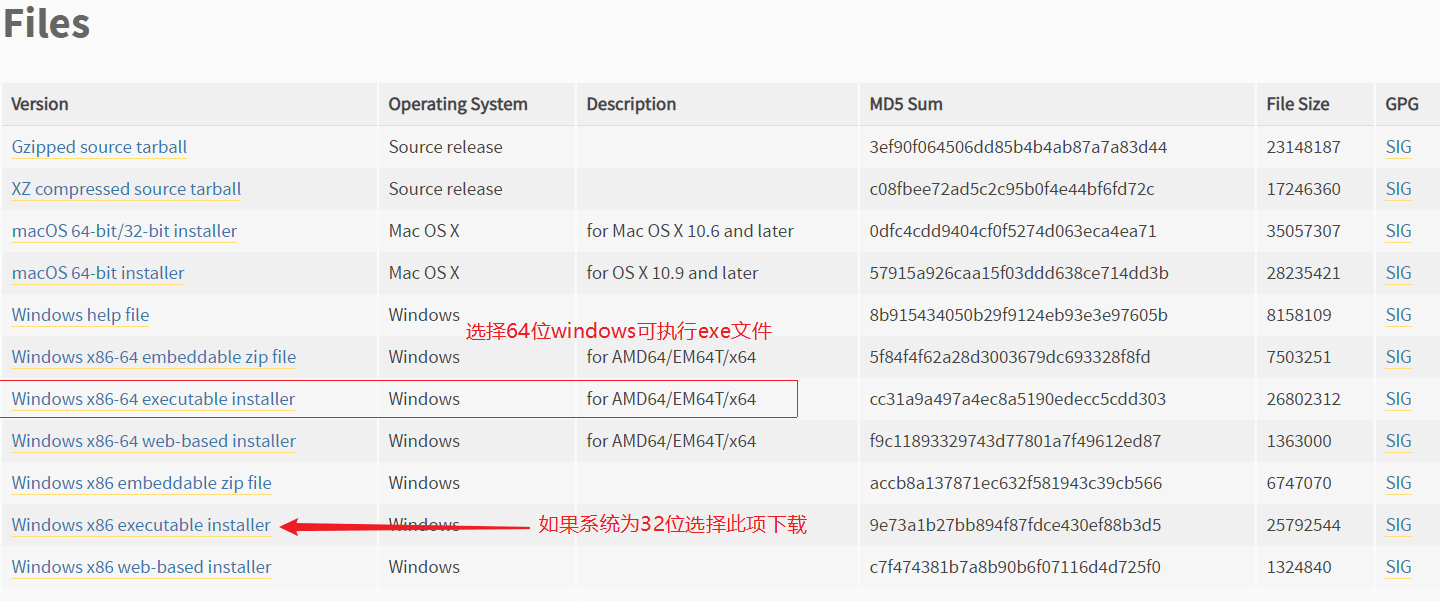 Files
Version Operating System Description MD5 Sum File Size GPG
Gzipped source tarball Source release 3ef90f064506dd85b4b4ab87a7a83d44 23148187 SIG
XZ compressed source tarball Source release c08fbee72ad5c2c95b0f4e44bf6fd72c 17246360 SIG
macOS 64-bit/32-bit installer Mac OS X for Mac OS X 10.6 and later 0dfc4cdd9404cf0f5274d063eca4ea71 35057307 SIG
macOS 64-bit installer Mac OS X for OS X 10.9 and later 57915a926caa15f03ddd638ce714dd3b 28235421 SIG
Windows help file Windows 8b915434050b29f9124eb93e3e97605b 8158109 SIG
选择64位windows可执行exe文件
Windows x86-64 embeddable zip file Windows for AMD64/EM64T/x64 5f84f4f62a28d3003679dc693328f8fd 7503251 SIG
Windows x86-64 executable installer Windows for AMD64/EM64T/x64 cc31a9a497a4ec8a5190edecc5cdd303 26802312 SIG
Windows x86-64 web-based installer Windows for AMD64/EM64T/x64 f9c11893329743d77801a7f49612ed87 1363000 SIG
Windows x86 embeddable zip file Windows accb8a137871ec632f581943c39cb566 6747070 SIG
Windows x86 executable installer Windows 如果系统为32位选择此项下载 9e73a1b27bb894f87fdce430ef88b3d5 25792544 SIG
Windows x86 web-based installer Windows c7f474381b7a8b90b6f07116d4d725f0 1324840 SIG